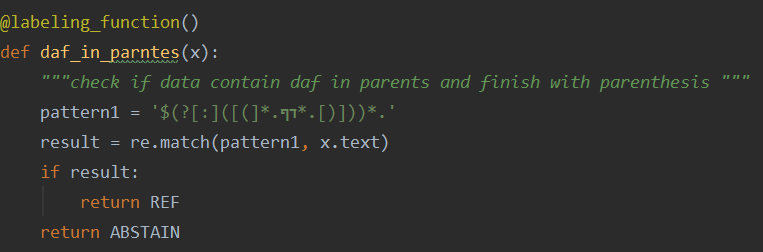 @labeling_function()
def daf_in_parntes(x):
"""check if data contain daf in parents and finish with parenthesis """
pattern1 = '$(?[:]([(]*.דף*.[)]))*.'
result = re.match(pattern1, x.text)
if result:
return REF
return ABSTAIN